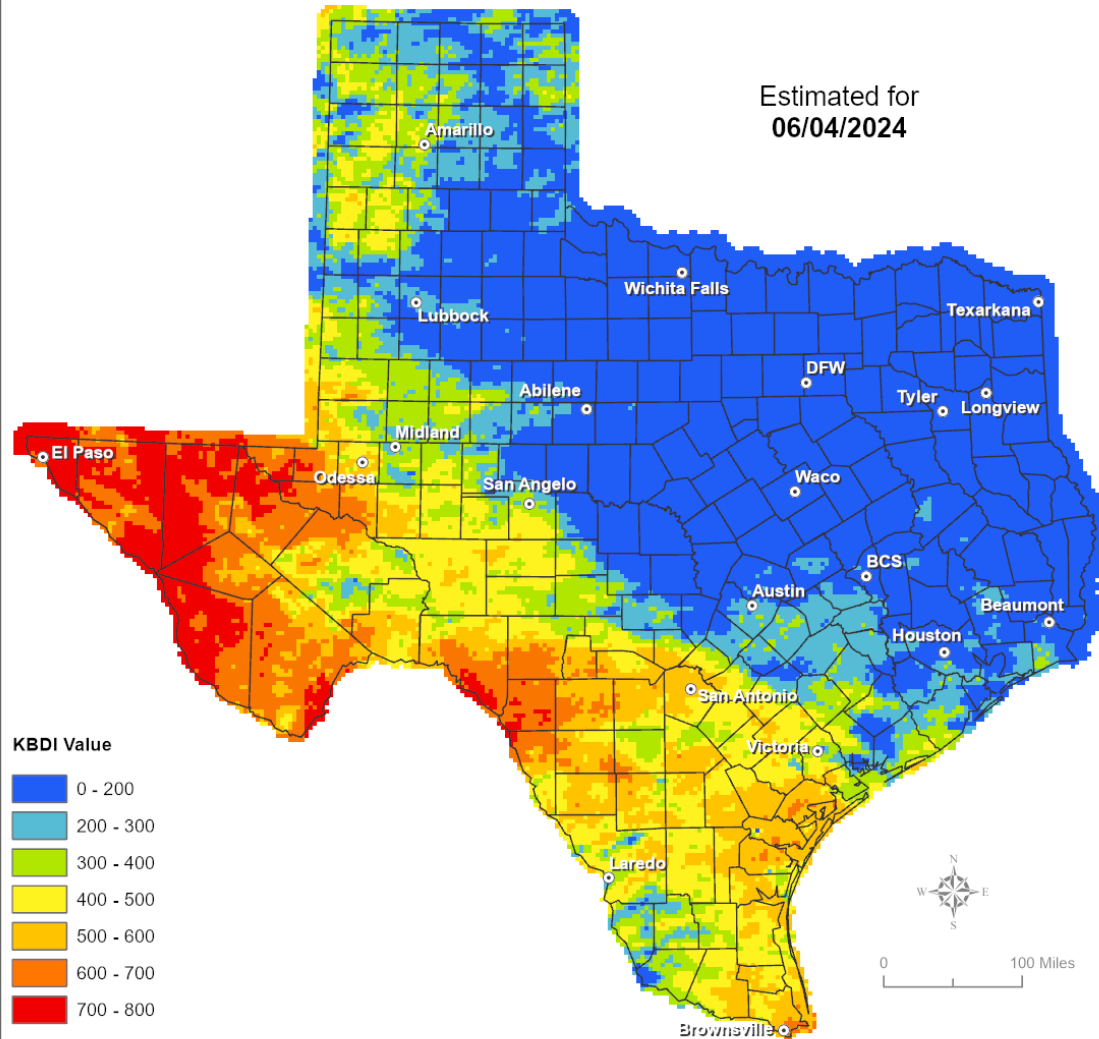 Estimated for
06/04/2024
Amarillo
Wichita Falls
Lubbock
Texarkana
DFW
Abilene
Tyler
Longview
Midland
El Paso
Odessa
San Angelo
Waco
BCS
Austin
Beaumont
Houston
San Antonio
Victoria
KBDI Value
0 - 200
200 - 300
300 - 400
400 - 500
500 - 600
600 - 700
700 - 800
Laredo
N
W E
S
0 100 Miles
Brownsville